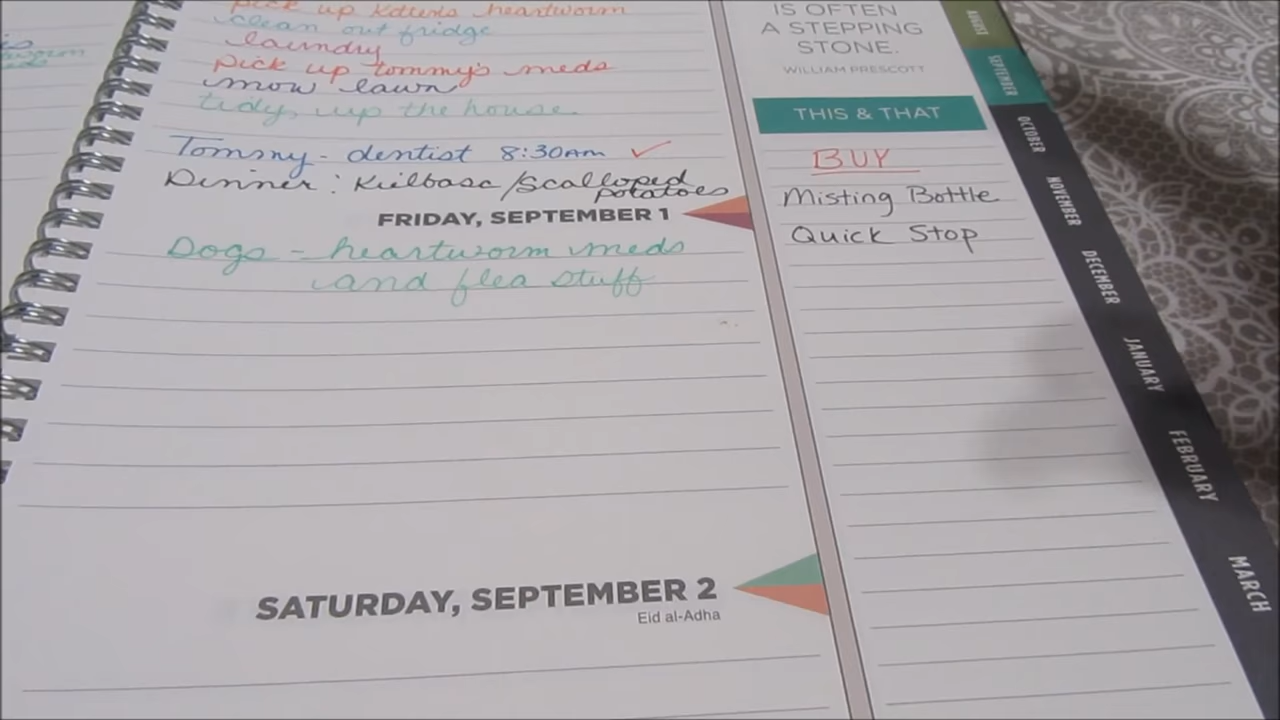 pick up Kotters heartworm
clean out fridge
laundry
pick up tommy's meds
mow lawn
tidy up the house.
Tommy - dentist 8:30AM ✓
Dinner: Kielbasa/Scalloped
potatoes
FRIDAY, SEPTEMBER 1
Dogs - heartworm meds
and flea stuff
SATURDAY, SEPTEMBER 2
Eid al-Adha
IS OFTEN
A STEPPING
STONE.
WILLIAM PRESCOTT
THIS & THAT
BUY
Misting Bottle
Quick Stop
AUGUST
SEPTEMBER
OCTOBER
NOVEMBER
DECEMBER
JANUARY
FEBRUARY
MARCH